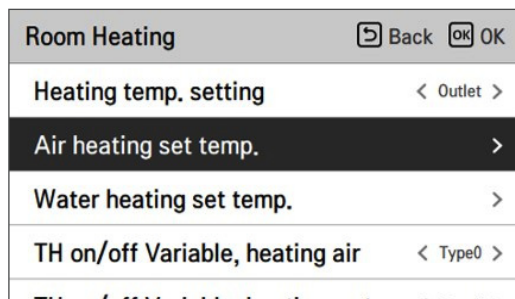 Room Heating Back OK OK
Heating temp. setting < Outlet >
Air heating set temp. >
Water heating set temp. >
TH on/off Variable, heating air < Type0 >